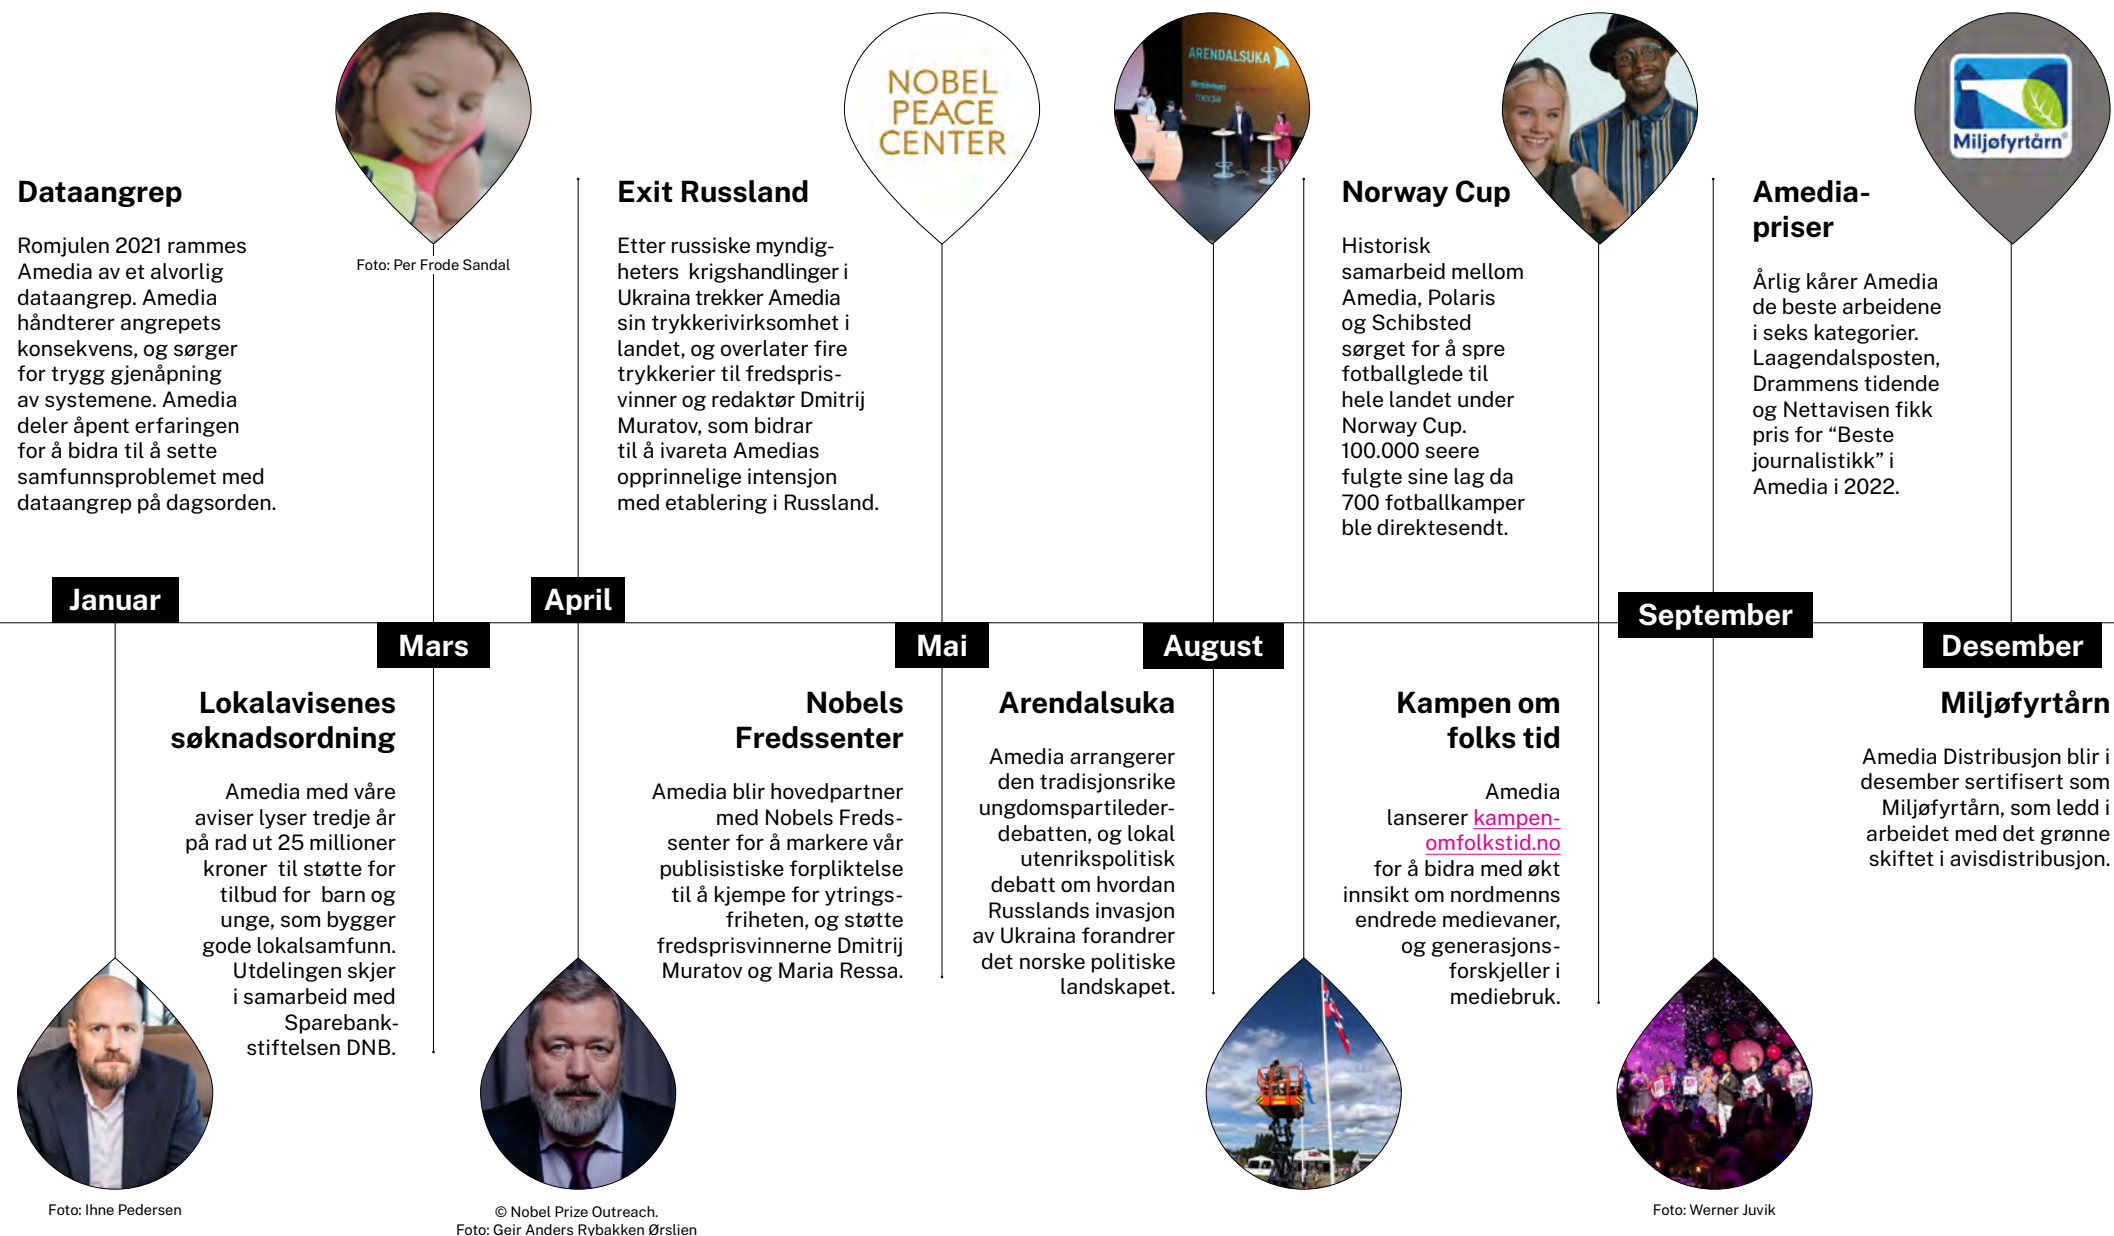 NOBEL
PEACE
CENTER
ARENDALSUKA
Nettavisen
media
Miljøfyrtårn
Dataangrep
Romjulen 2021 rammes
Amedia av et alvorlig
dataangrep. Amedia
håndterer angrepets
konsekvens, og sørger
for trygg gjenåpning
av systemene. Amedia
deler åpent erfaringen
for å bidra til å sette
samfunnsproblemet med
dataangrep på dagsorden.
Foto: Per Frode Sandal
Exit Russland
Etter russiske myndig-
heters krigshandlinger i
Ukraina trekker Amedia
sin trykkerivirksomhet i
landet, og overlater fire
trykkerier til fredspris-
vinner og redaktør Dmitrij
Muratov, som bidrar
til å ivareta Amedias
opprinnelige intensjon
med etablering i Russland.
Norway Cup
Historisk
samarbeid mellom
Amedia, Polaris
og Schibsted
sørget for å spre
fotballglede til
hele landet under
Norway Cup.
100.000 seere
fulgte sine lag da
700 fotballkamper
ble direktesendt.
Amedia-
priser
Årlig kårer Amedia
de beste arbeidene
i seks kategorier.
Laagendalsposten,
Drammens tidende
og Nettavisen fikk
pris for “Beste
journalistikk” i
Amedia i 2022.
Januar
Mars
April
Mai
August
September
Desember
Lokalavisenes
søknadsordning
Amedia med våre
aviser lyser tredje år
på rad ut 25 millioner
kroner til støtte for
tilbud for barn og
unge, som bygger
gode lokalsamfunn.
Utdelingen skjer
i samarbeid med
Sparebank-
stiftelsen DNB.
Nobels
Fredssenter
Amedia blir hovedpartner
med Nobels Freds-
senter for å markere vår
publisistiske forpliktelse
til å kjempe for ytrings-
friheten, og støtte
fredsprisvinnerne Dmitrij
Muratov og Maria Ressa.
Arendalsuka
Amedia arrangerer
den tradisjonsrike
ungdomspartileder-
debatten, og lokal
utenrikspolitisk
debatt om hvordan
Russlands invasjon
av Ukraina forandrer
det norske politiske
landskapet.
Kampen om
folks tid
Amedia
lanserer kampen-
omfolkstid.no
for å bidra med økt
innsikt om nordmenns
endrede medievaner,
og generasjons-
forskjeller i
mediebruk.
Miljøfyrtårn
Amedia Distribusjon blir i
desember sertifisert som
Miljøfyrtårn, som ledd i
arbeidet med det grønne
skiftet i avisdistribusjon.
Foto: Ihne Pedersen
© Nobel Prize Outreach.
Foto: Geir Anders Rybakken Ørslien
Foto: Werner Juvik